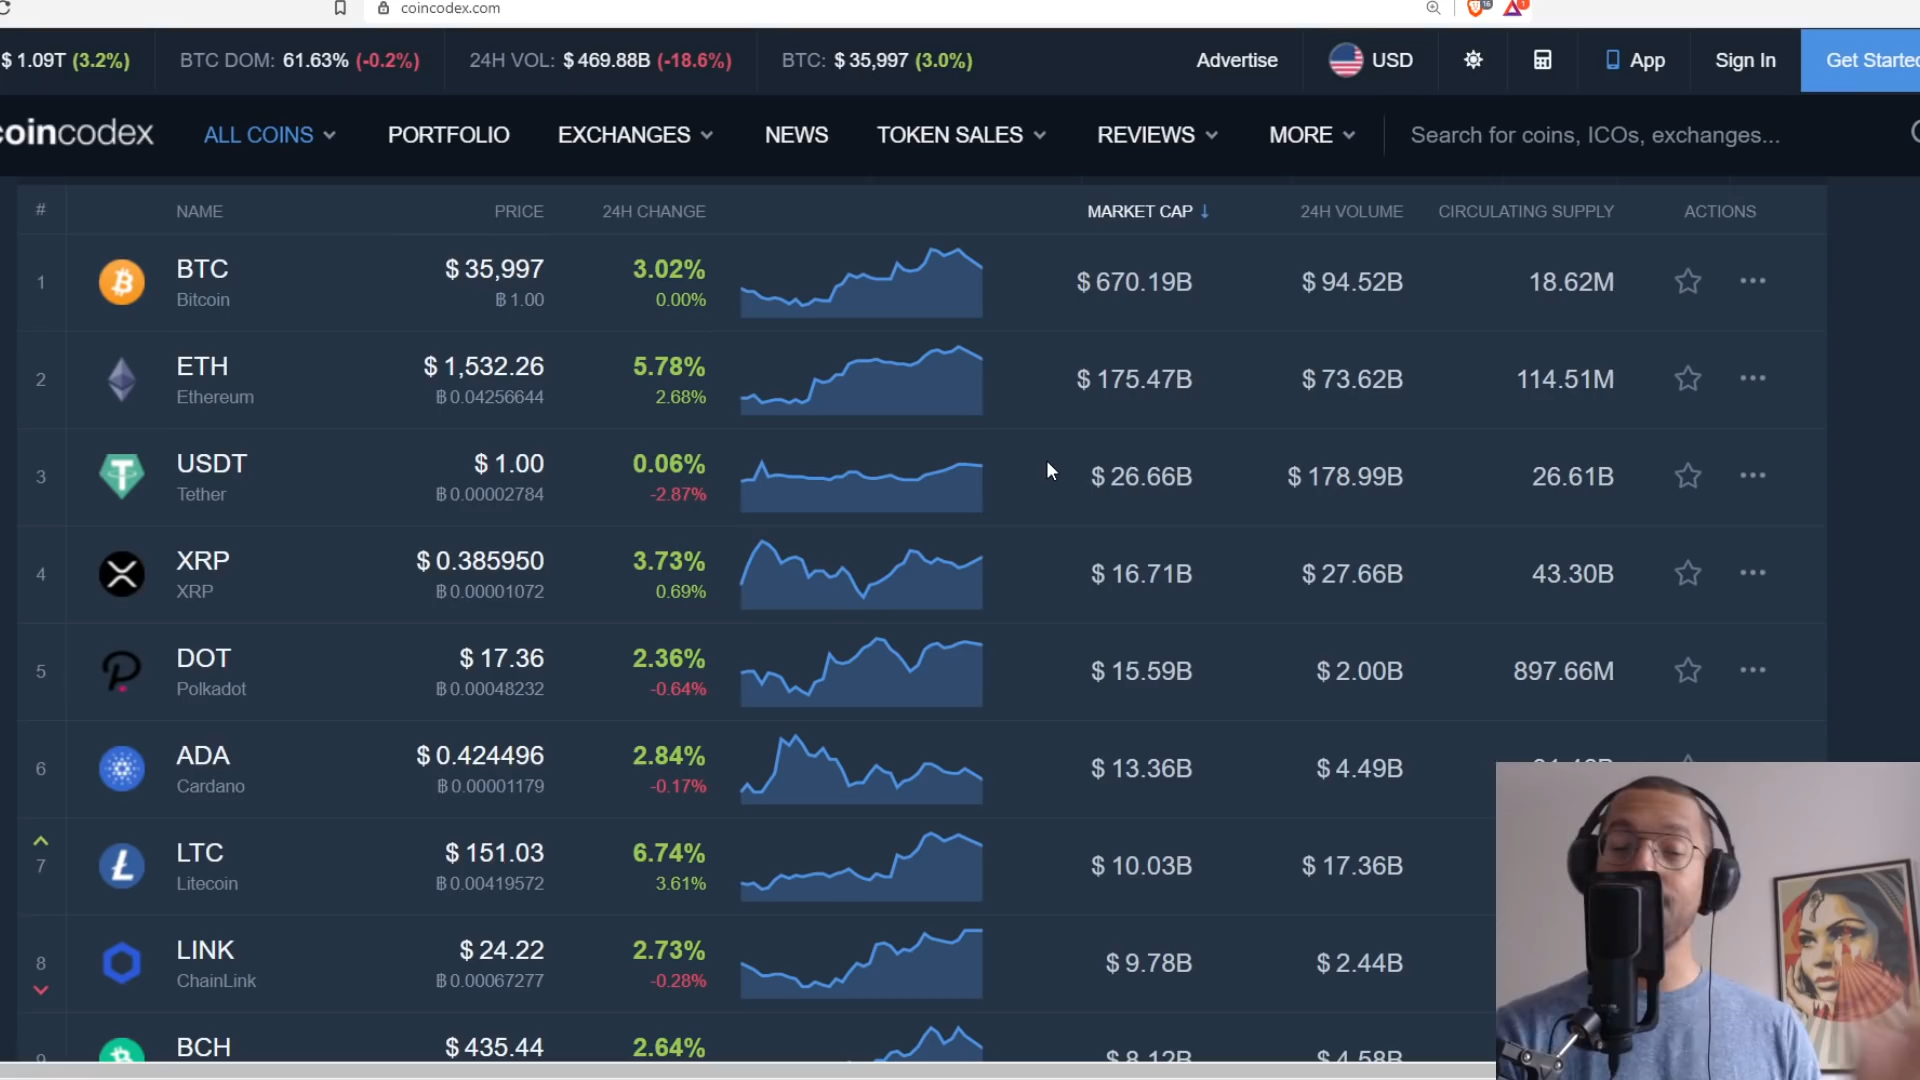 coincodex.com
$ 1.09T (3.2%) BTC DOM: 61.63% (-0.2%) 24H VOL: $ 469.88B (-18.6%) BTC: $ 35,997 (3.0%) Advertise USD App Sign In Get Starte
coincodex ALL COINS PORTFOLIO EXCHANGES NEWS TOKEN SALES REVIEWS MORE Search for coins, ICOs, exchanges...
# NAME PRICE 24H CHANGE MARKET CAP ↓ 24H VOLUME CIRCULATING SUPPLY ACTIONS
1 BTC $ 35,997 3.02% $ 670.19B $ 94.52B 18.62M
Bitcoin ฿ 1.00 0.00%
2 ETH $ 1,532.26 5.78% $ 175.47B $ 73.62B 114.51M
Ethereum ฿ 0.04256644 2.68%
3 USDT $ 1.00 0.06% $ 26.66B $ 178.99B 26.61B
Tether ฿ 0.00002784 -2.87%
4 XRP $ 0.385950 3.73% $ 16.71B $ 27.66B 43.30B
XRP ฿ 0.00001072 0.69%
5 DOT $ 17.36 2.36% $ 15.59B $ 2.00B 897.66M
Polkadot ฿ 0.00048232 -0.64%
6 ADA $ 0.424496 2.84% $ 13.36B $ 4.49B
Cardano ฿ 0.00001179 -0.17%
7 LTC $ 151.03 6.74% $ 10.03B $ 17.36B
Litecoin ฿ 0.00419572 3.61%
8 LINK $ 24.22 2.73% $ 9.78B $ 2.44B
ChainLink ฿ 0.00067277 -0.28%
9 BCH $ 435.44 2.64% $ 8.12B $ 4.58B